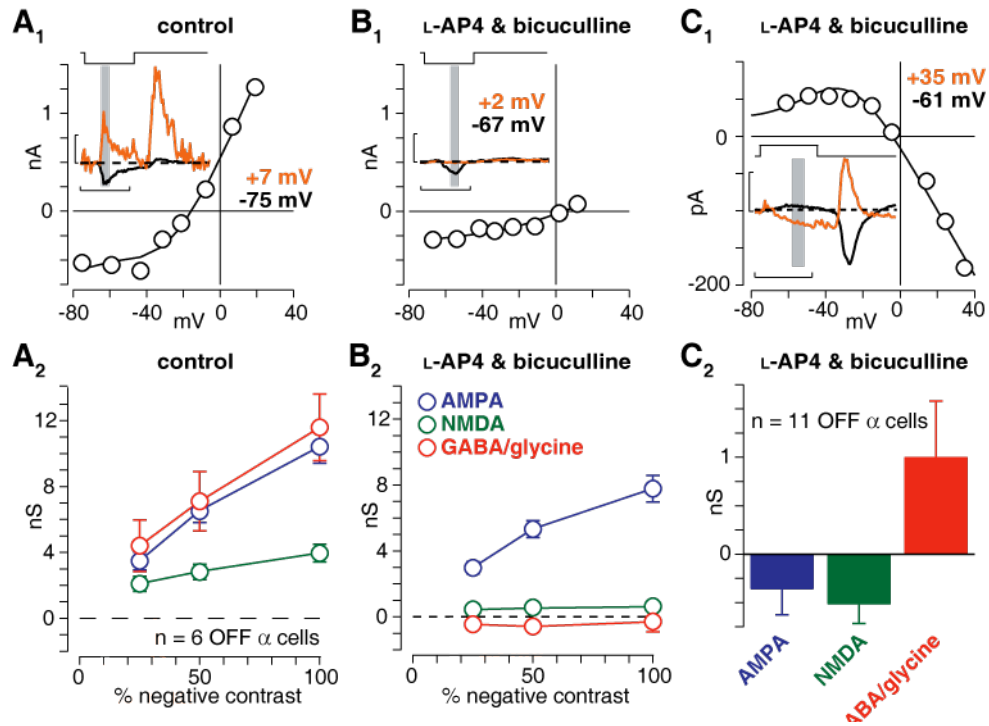 A1 control
1
nA
0
+7 mV
-75 mV
-80 -40 0 40
mV
B1 L-AP4 & bicuculline
1
nA
0
+2 mV
-67 mV
-80 -40 0 40
mV
C1 L-AP4 & bicuculline
+35 mV
-61 mV
0
pA
-200
-80 -40 0 40
mV
A2 control
12
8
nS
4
0
n = 6 OFF α cells
0 50 100
% negative contrast
B2 L-AP4 & bicuculline
AMPA
NMDA
GABA/glycine
12
8
nS
4
0
0 50 100
% negative contrast
C2 L-AP4 & bicuculline
n = 11 OFF α cells
1
nS
0
AMPA
NMDA
ABA/glycine